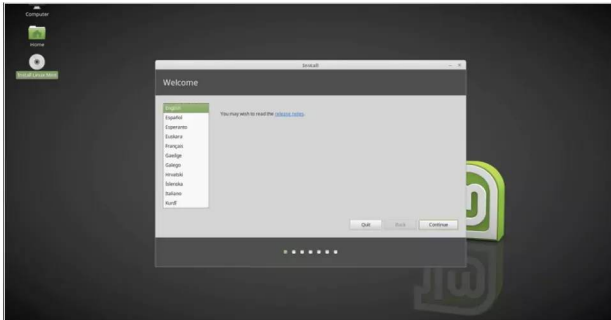 Computer
Home
Install Linux Mint
Install
Welcome
English
Español
Esperanto
Euskara
Français
Gaeilge
Galego
Hrvatski
Íslenska
Italiano
Kurdî
You may wish to read the release notes.
Quit
Back
Continue